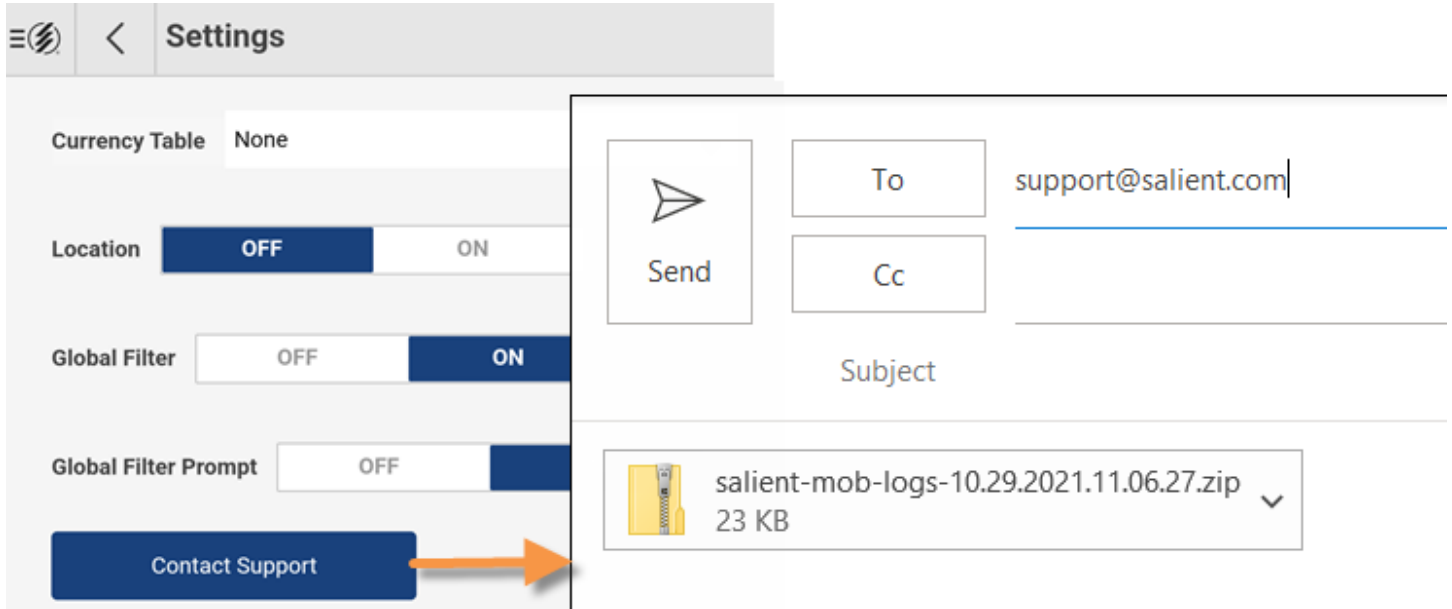 Settings
Currency Table None
Location OFF ON
Global Filter OFF ON
Global Filter Prompt OFF
Contact Support
Send
To support@salient.com
Cc
Subject
salient-mob-logs-10.29.2021.11.06.27.zip
23 KB